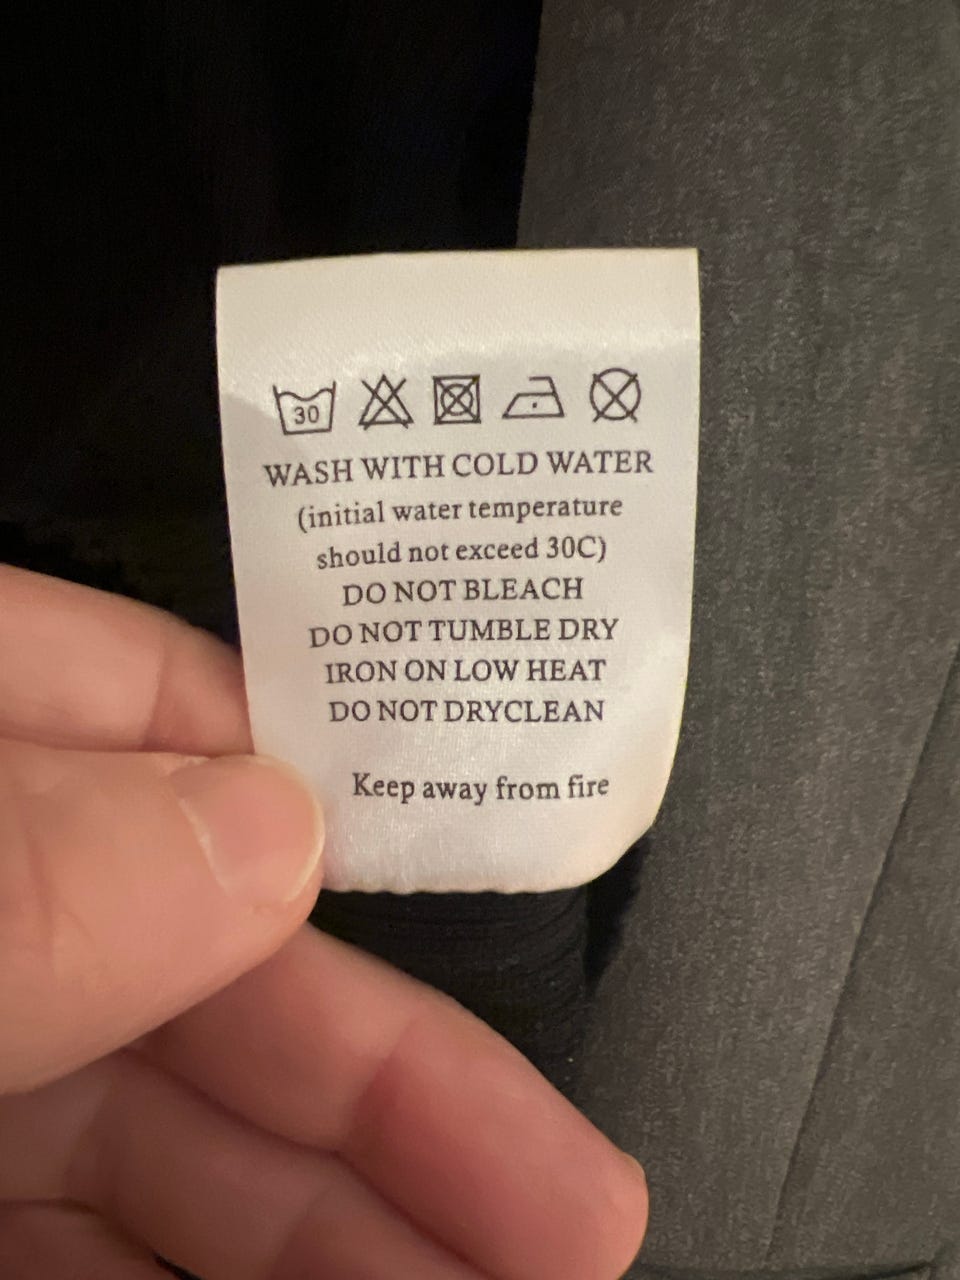 30
WASH WITH COLD WATER
(initial water temperature
should not exceed 30C)
DO NOT BLEACH
DO NOT TUMBLE DRY
IRON ON LOW HEAT
DO NOT DRYCLEAN
Keep away from fire